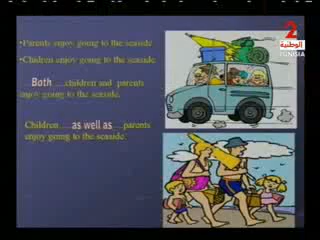 2
الوطنية
TUNISIA
•Parents enjoy going to the seaside
•Chidren enjoy going to the seaside.
Both ....children and parents
enjoy going to the seaside.
Children .... as well as ....parents
enjoy going to the seaside.